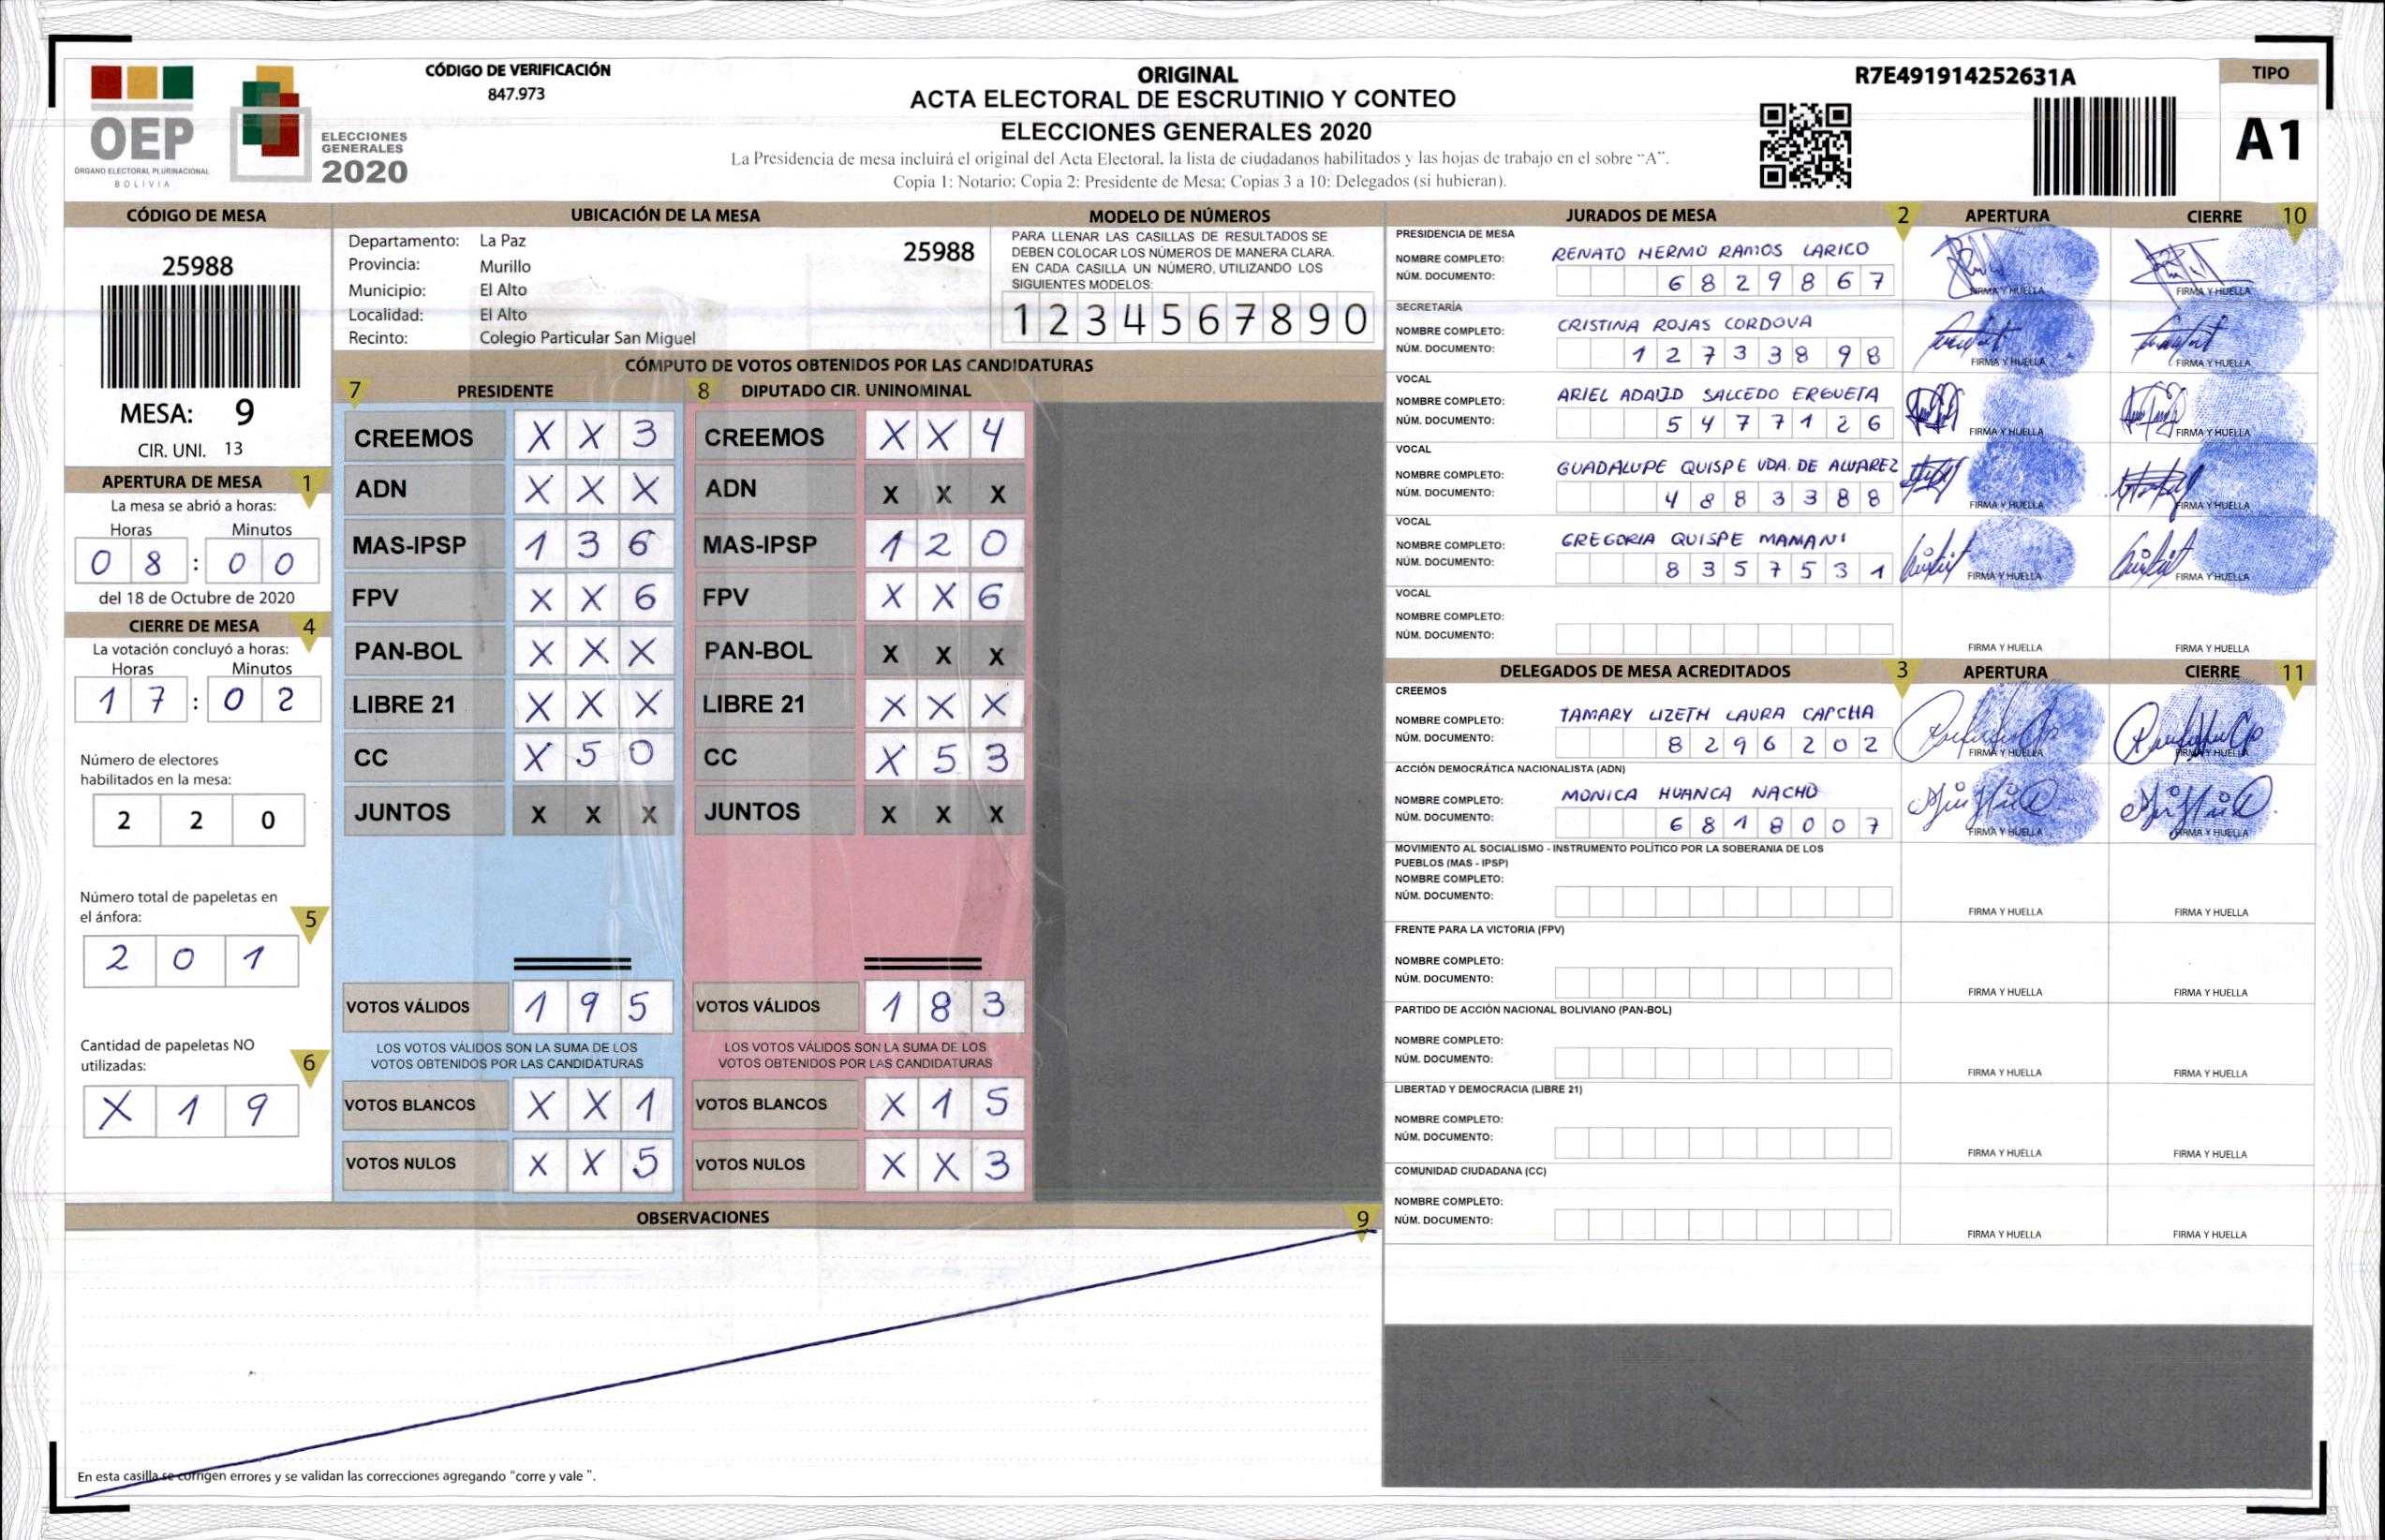 OEP
ÓRGANO ELECTORAL PLURINACIONAL
BOLIVIA
ELECCIONES
GENERALES
2020
CÓDIGO DE VERIFICACIÓN
847.973
ORIGINAL
ACTA ELECTORAL DE ESCRUTINIO Y CONTEO
ELECCIONES GENERALES 2020
La Presidencia de mesa incluirá el original del Acta Electoral, la lista de ciudadanos habilitados y las hojas de trabajo en el sobre "A".
Copia 1: Notario; Copia 2: Presidente de Mesa; Copias 3 a 10: Delegados (si hubieran).
R7E491914252631A
TIPO
A1
CÓDIGO DE MESA
25988
MESA: 9
CIR. UNI. 13
APERTURA DE MESA 1
La mesa se abrió a horas:
Horas Minutos
0 8 : 0 0
del 18 de Octubre de 2020
CIERRE DE MESA 4
La votación concluyó a horas:
Horas Minutos
1 7 : 0 2
Número de electores
habilitados en la mesa:
2 2 0
Número total de papeletas en
el ánfora: 5
2 0 1
Cantidad de papeletas NO
utilizadas: 6
X 1 9
UBICACIÓN DE LA MESA
Departamento: La Paz 25988
Provincia: Murillo
Municipio: El Alto
Localidad: El Alto
Recinto: Colegio Particular San Miguel
MODELO DE NÚMEROS
PARA LLENAR LAS CASILLAS DE RESULTADOS SE
DEBEN COLOCAR LOS NÚMEROS DE MANERA CLARA.
EN CADA CASILLA UN NÚMERO, UTILIZANDO LOS
SIGUIENTES MODELOS:
1 2 3 4 5 6 7 8 9 0
CÓMPUTO DE VOTOS OBTENIDOS POR LAS CANDIDATURAS
7 PRESIDENTE 8 DIPUTADO CIR. UNINOMINAL
CREEMOS X X 3 CREEMOS X X 4
ADN X X X ADN X X X
MAS-IPSP 1 3 6 MAS-IPSP 1 2 0
FPV X X 6 FPV X X 6
PAN-BOL X X X PAN-BOL X X X
LIBRE 21 X X X LIBRE 21 X X X
CC X 5 0 CC X 5 3
JUNTOS X X X JUNTOS X X X
VOTOS VÁLIDOS 1 9 5 VOTOS VÁLIDOS 1 8 3
LOS VOTOS VÁLIDOS SON LA SUMA DE LOS LOS VOTOS VÁLIDOS SON LA SUMA DE LOS
VOTOS OBTENIDOS POR LAS CANDIDATURAS VOTOS OBTENIDOS POR LAS CANDIDATURAS
VOTOS BLANCOS X X 1 VOTOS BLANCOS X 1 5
VOTOS NULOS X X 5 VOTOS NULOS X X 3
OBSERVACIONES 9
En esta casilla se corrigen errores y se validan las correcciones agregando "corre y vale ".
JURADOS DE MESA 2 APERTURA CIERRE 10
PRESIDENCIA DE MESA
NOMBRE COMPLETO: RENATO HERMO RAMOS LARICO
NÚM. DOCUMENTO: 6 8 2 9 8 6 7 FIRMA Y HUELLA FIRMA Y HUELLA
SECRETARÍA
NOMBRE COMPLETO: CRISTINA ROJAS CORDOVA
NÚM. DOCUMENTO: 1 2 7 3 3 8 9 8 FIRMA Y HUELLA FIRMA Y HUELLA
VOCAL
NOMBRE COMPLETO: ARIEL ADAUD SALCEDO ERGUETA
NÚM. DOCUMENTO: 5 4 7 7 1 2 6 FIRMA Y HUELLA FIRMA Y HUELLA
VOCAL
NOMBRE COMPLETO: GUADALUPE QUISPE VDA. DE ALVAREZ
NÚM. DOCUMENTO: 4 8 8 3 3 8 8 FIRMA Y HUELLA FIRMA Y HUELLA
VOCAL
NOMBRE COMPLETO: GREGORIA QUISPE MAMANI
NÚM. DOCUMENTO: 8 3 5 7 5 3 1 FIRMA Y HUELLA FIRMA Y HUELLA
VOCAL
NOMBRE COMPLETO:
NÚM. DOCUMENTO: FIRMA Y HUELLA FIRMA Y HUELLA
DELEGADOS DE MESA ACREDITADOS 3 APERTURA CIERRE 11
CREEMOS
NOMBRE COMPLETO: TAMARY LIZETH LAURA CAPCHA
NÚM. DOCUMENTO: 8 2 9 6 2 0 2 FIRMA Y HUELLA FIRMA Y HUELLA
ACCIÓN DEMOCRÁTICA NACIONALISTA (ADN)
NOMBRE COMPLETO: MONICA HUANCA NACHO
NÚM. DOCUMENTO: 6 8 1 8 0 0 7 FIRMA Y HUELLA FIRMA Y HUELLA
MOVIMIENTO AL SOCIALISMO - INSTRUMENTO POLÍTICO POR LA SOBERANIA DE LOS
PUEBLOS (MAS - IPSP)
NOMBRE COMPLETO:
NÚM. DOCUMENTO: FIRMA Y HUELLA FIRMA Y HUELLA
FRENTE PARA LA VICTORIA (FPV)
NOMBRE COMPLETO:
NÚM. DOCUMENTO: FIRMA Y HUELLA FIRMA Y HUELLA
PARTIDO DE ACCIÓN NACIONAL BOLIVIANO (PAN-BOL)
NOMBRE COMPLETO:
NÚM. DOCUMENTO: FIRMA Y HUELLA FIRMA Y HUELLA
LIBERTAD Y DEMOCRACIA (LIBRE 21)
NOMBRE COMPLETO:
NÚM. DOCUMENTO: FIRMA Y HUELLA FIRMA Y HUELLA
COMUNIDAD CIUDADANA (CC)
NOMBRE COMPLETO:
NÚM. DOCUMENTO: FIRMA Y HUELLA FIRMA Y HUELLA